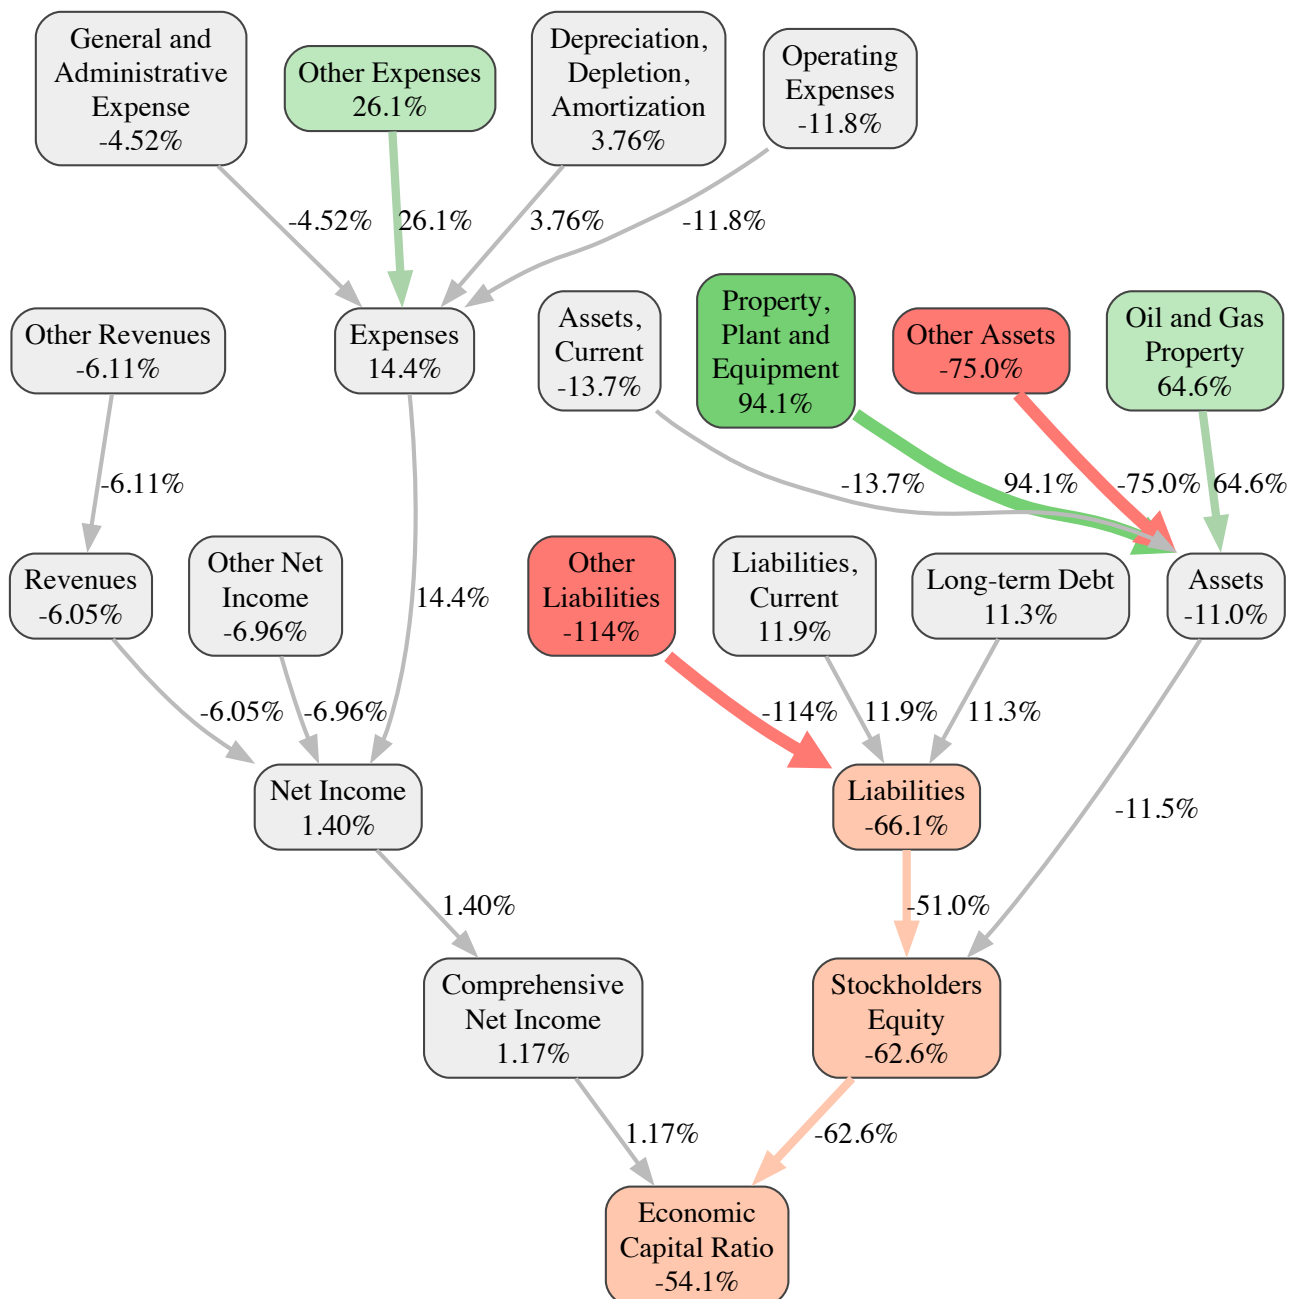 General and
Administrative
Expense
-4.52%
Other Expenses
26.1%
Depreciation,
Depletion,
Amortization
3.76%
Operating
Expenses
-11.8%
-4.52%
26.1%
3.76%
-11.8%
Other Revenues
-6.11%
Expenses
14.4%
Assets,
Current
-13.7%
Property,
Plant and
Equipment
94.1%
Other Assets
-75.0%
Oil and Gas
Property
64.6%
-6.11%
-13.7%
94.1%
-75.0%
64.6%
Revenues
-6.05%
Other Net
Income
-6.96%
14.4%
Other
Liabilities
-114%
Liabilities,
Current
11.9%
Long-term Debt
11.3%
Assets
-11.0%
-6.05%
-6.96%
-114%
11.9%
11.3%
Net Income
1.40%
Liabilities
-66.1%
-11.5%
1.40%
-51.0%
Comprehensive
Net Income
1.17%
Stockholders
Equity
-62.6%
1.17%
-62.6%
Economic
Capital Ratio
-54.1%